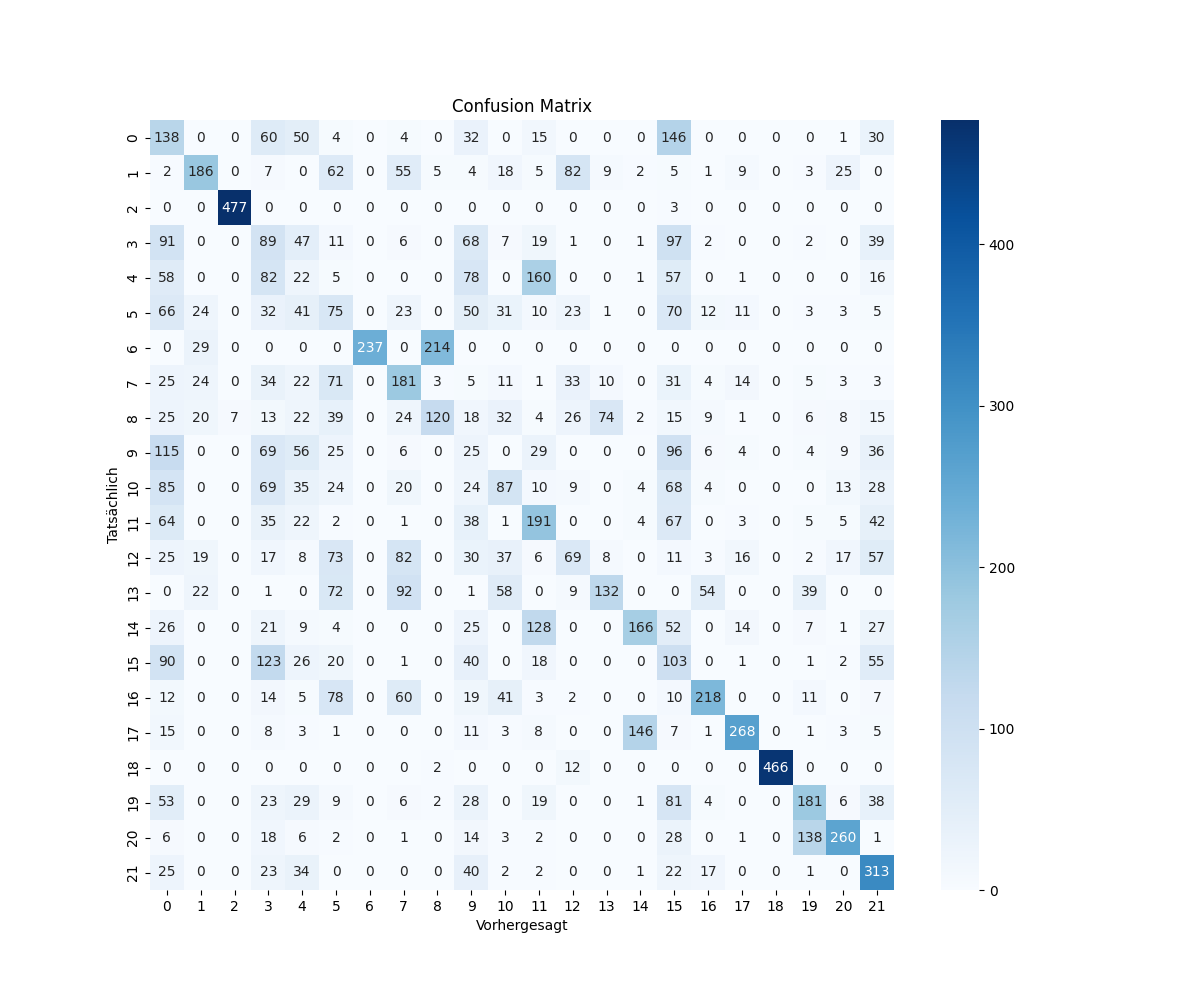 Confusion Matrix
0 138 0 0 60 50 4 0 4 0 32 0 15 0 0 0 146 0 0 0 0 1 30
1 2 186 0 7 0 62 0 55 5 4 18 5 82 9 2 5 1 9 0 3 25 0
2 0 0 477 0 0 0 0 0 0 0 0 0 0 0 0 3 0 0 0 0 0 0
3 91 0 0 89 47 11 0 6 0 68 7 19 1 0 1 97 2 0 0 2 0 39
4 58 0 0 82 22 5 0 0 0 78 0 160 0 0 1 57 0 1 0 0 0 16
5 66 24 0 32 41 75 0 23 0 50 31 10 23 1 0 70 12 11 0 3 3 5
6 0 29 0 0 0 0 237 0 214 0 0 0 0 0 0 0 0 0 0 0 0 0
7 25 24 0 34 22 71 0 181 3 5 11 1 33 10 0 31 4 14 0 5 3 3
8 25 20 7 13 22 39 0 24 120 18 32 4 26 74 2 15 9 1 0 6 8 15
9 115 0 0 69 56 25 0 6 0 25 0 29 0 0 0 96 6 4 0 4 9 36
10 85 0 0 69 35 24 0 20 0 24 87 10 9 0 4 68 4 0 0 0 13 28
11 64 0 0 35 22 2 0 1 0 38 1 191 0 0 4 67 0 3 0 5 5 42
12 25 19 0 17 8 73 0 82 0 30 37 6 69 8 0 11 3 16 0 2 17 57
13 0 22 0 1 0 72 0 92 0 1 58 0 9 132 0 0 54 0 0 39 0 0
14 26 0 0 21 9 4 0 0 0 25 0 128 0 0 166 52 0 14 0 7 1 27
15 90 0 0 123 26 20 0 1 0 40 0 18 0 0 0 103 0 1 0 1 2 55
16 12 0 0 14 5 78 0 60 0 19 41 3 2 0 0 10 218 0 0 11 0 7
17 15 0 0 8 3 1 0 0 0 11 3 8 0 0 146 7 1 268 0 1 3 5
18 0 0 0 0 0 0 0 0 2 0 0 0 12 0 0 0 0 0 466 0 0 0
19 53 0 0 23 29 9 0 6 2 28 0 19 0 0 1 81 4 0 0 181 6 38
20 6 0 0 18 6 2 0 1 0 14 3 2 0 0 0 28 0 1 0 138 260 1
21 25 0 0 23 34 0 0 0 0 40 2 2 0 0 1 22 17 0 0 1 0 313
0 1 2 3 4 5 6 7 8 9 10 11 12 13 14 15 16 17 18 19 20 21
Vorhergesagt
Tatsächlich
400
300
200
100
0